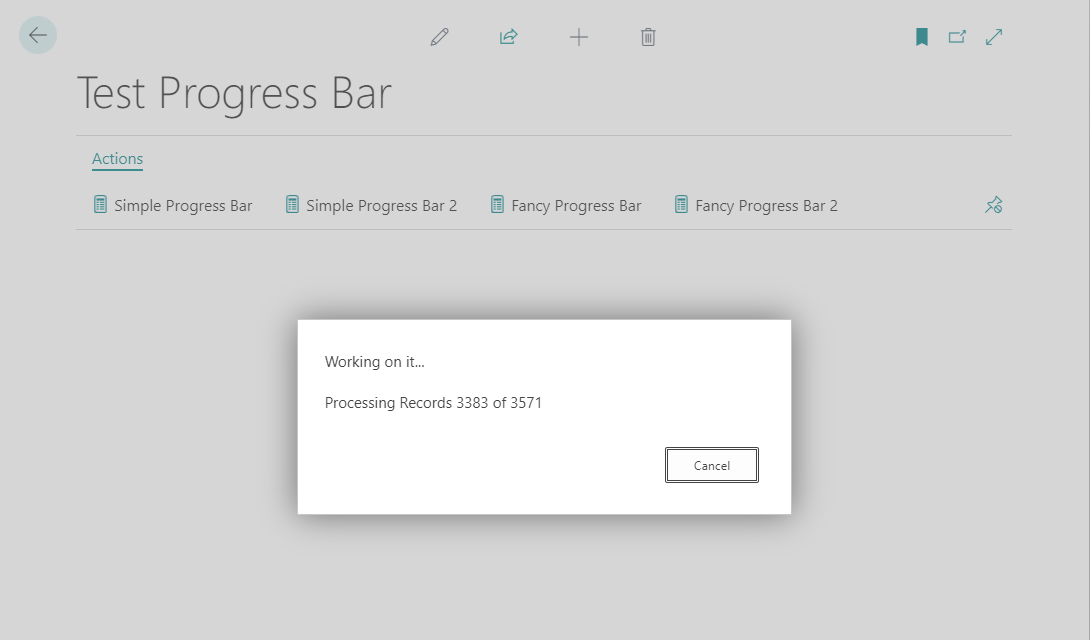 Test Progress Bar
Actions
Simple Progress Bar Simple Progress Bar 2 Fancy Progress Bar Fancy Progress Bar 2
Working on it...
Processing Records 3383 of 3571
Cancel